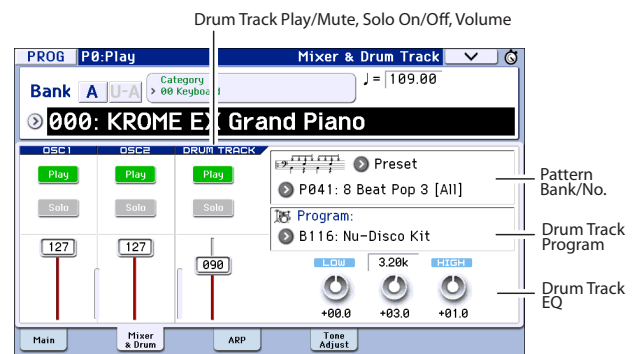 Drum Track Play/Mute, Solo On/Off, Volume
PROG P0:Play Mixer & Drum Track
Bank A U-A Category
00 Keyboard
♩= 109.00
000: KROME EX Grand Piano
OSC1 OSC2 DRUM TRACK
Play Play Play
Solo Solo Solo
127 127 090
Preset
P041: 8 Beat Pop 3 [All]
Pattern
Bank/No.
Program:
B116: Nu-Disco Kit
Drum Track
Program
LOW 3.20k HIGH
+00.0 +03.0 +01.0
Drum Track
EQ
Main
Mixer
& Drum
ARP
Tone
Adjust